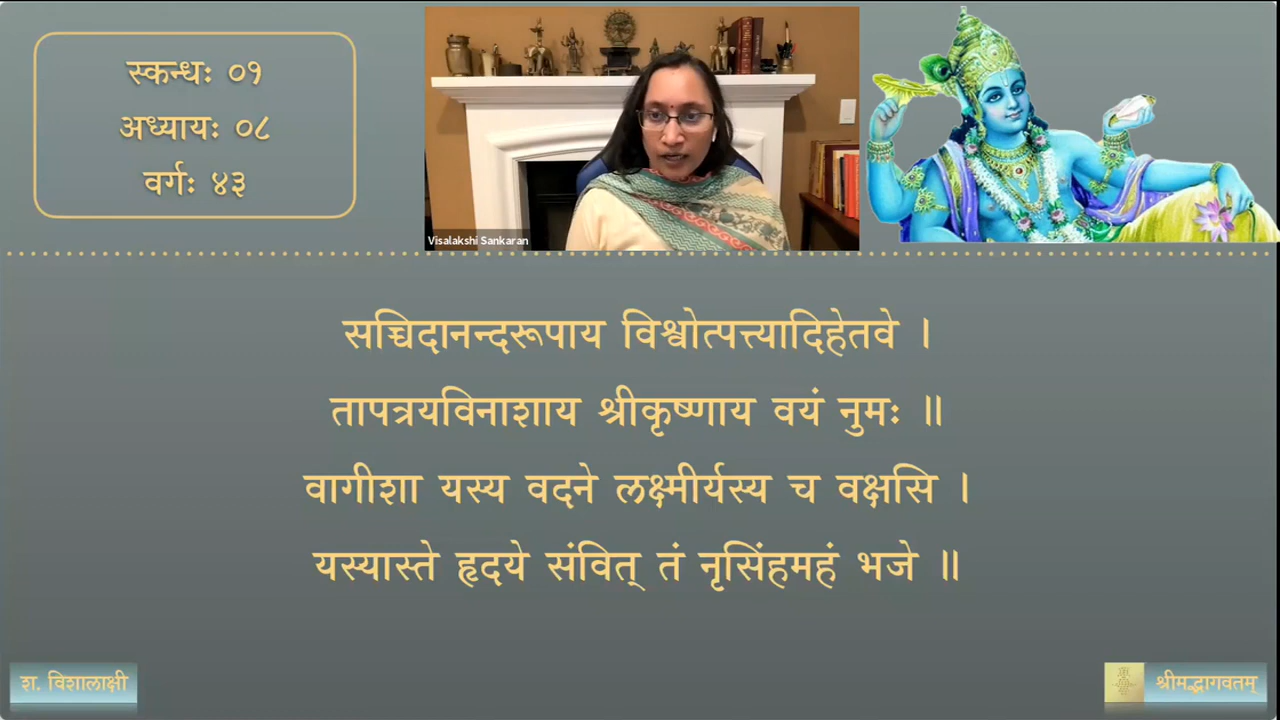 स्कन्धः ०१
अध्यायः ०८
वर्गः ४३
Visalakshi Sankaran
सच्चिदानन्दरूपाय विश्वोत्पत्त्यादिहेतवे ।
तापत्रयविनाशाय श्रीकृष्णाय वयं नुमः ॥
वागीशा यस्य वदने लक्ष्मीर्यस्य च वक्षसि ।
यस्यास्ते हृदये संवित् तं नृसिंहमहं भजे ॥
श. विशालाक्षी
श्रीमद्भागवतम्